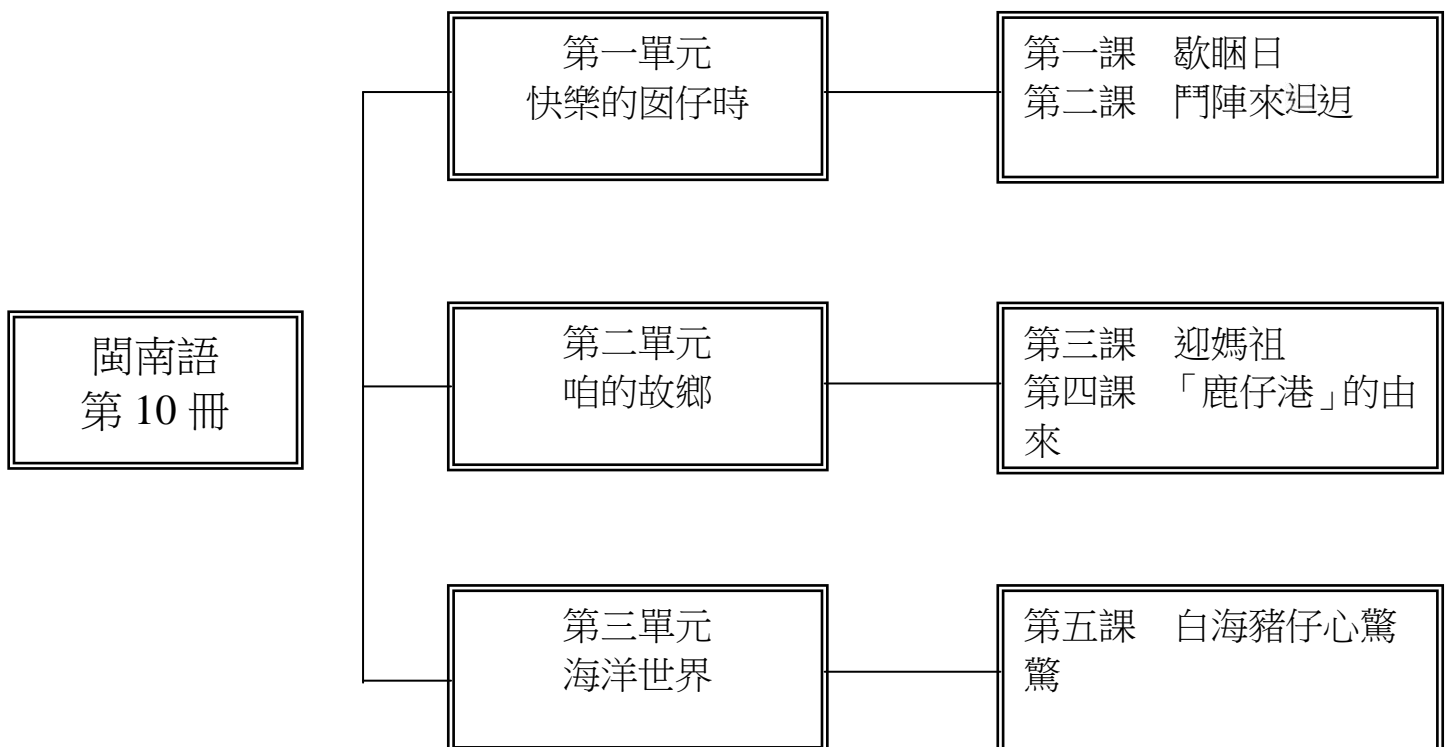 第一單元
快樂的囡仔時
第一課 歇睏日
第二課 鬥陣來𨑨迌
閩南語
第 10 冊
第二單元
咱的故鄉
第三課 迎媽祖
第四課 「鹿仔港」的由
來
第三單元
海洋世界
第五課 白海豬仔心驚
驚